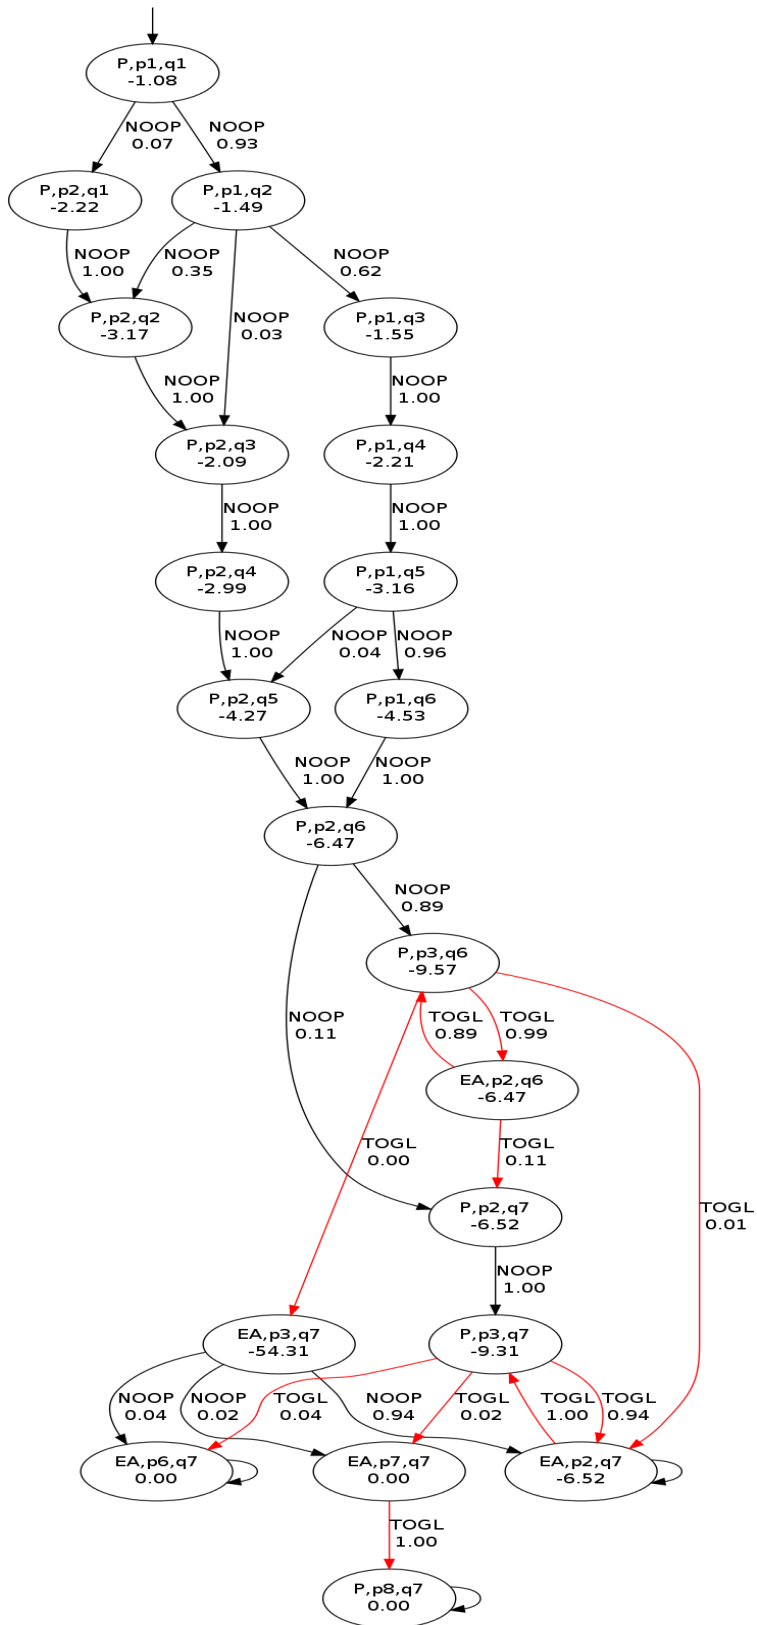 P,p1,q1
-1.08
NOOP
0.07
NOOP
0.93
P,p2,q1
-2.22
P,p1,q2
-1.49
NOOP
1.00
NOOP
0.35
NOOP
0.62
P,p2,q2
-3.17
NOOP
0.03
P,p1,q3
-1.55
NOOP
1.00
NOOP
1.00
P,p2,q3
-2.09
P,p1,q4
-2.21
NOOP
1.00
NOOP
1.00
P,p2,q4
-2.99
P,p1,q5
-3.16
NOOP
1.00
NOOP
0.04
NOOP
0.96
P,p2,q5
-4.27
P,p1,q6
-4.53
NOOP
1.00
NOOP
1.00
P,p2,q6
-6.47
NOOP
0.89
P,p3,q6
-9.57
NOOP
0.11
TOGL
0.89
TOGL
0.99
EA,p2,q6
-6.47
TOGL
0.00
TOGL
0.11
P,p2,q7
-6.52
TOGL
0.01
NOOP
1.00
EA,p3,q7
-54.31
P,p3,q7
-9.31
NOOP
0.04
NOOP
0.02
TOGL
0.04
NOOP
0.94
TOGL
0.02
TOGL
1.00
TOGL
0.94
EA,p6,q7
0.00
EA,p7,q7
0.00
EA,p2,q7
-6.52
TOGL
1.00
P,p8,q7
0.00